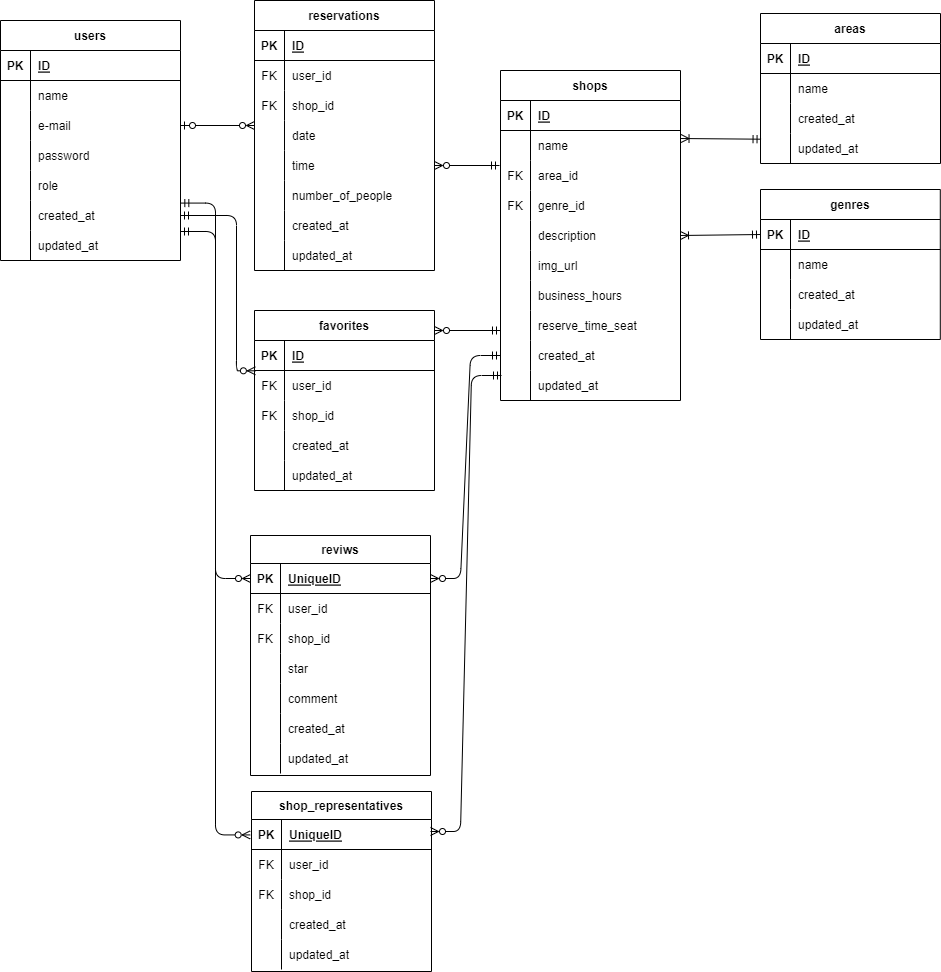 users
PK ID
name
e-mail
password
role
created_at
updated_at
reservations
PK ID
FK user_id
FK shop_id
date
time
number_of_people
created_at
updated_at
favorites
PK ID
FK user_id
FK shop_id
created_at
updated_at
reviws
PK UniqueID
FK user_id
FK shop_id
star
comment
created_at
updated_at
shop_representatives
PK UniqueID
FK user_id
FK shop_id
created_at
updated_at
shops
PK ID
name
FK area_id
FK genre_id
description
img_url
business_hours
reserve_time_seat
created_at
updated_at
areas
PK ID
name
created_at
updated_at
genres
PK ID
name
created_at
updated_at